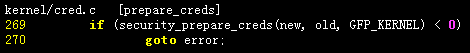 kernel/cred.c [prepare_creds]
269 if (security_prepare_creds(new, old, GFP_KERNEL) < 0)
270 goto error;